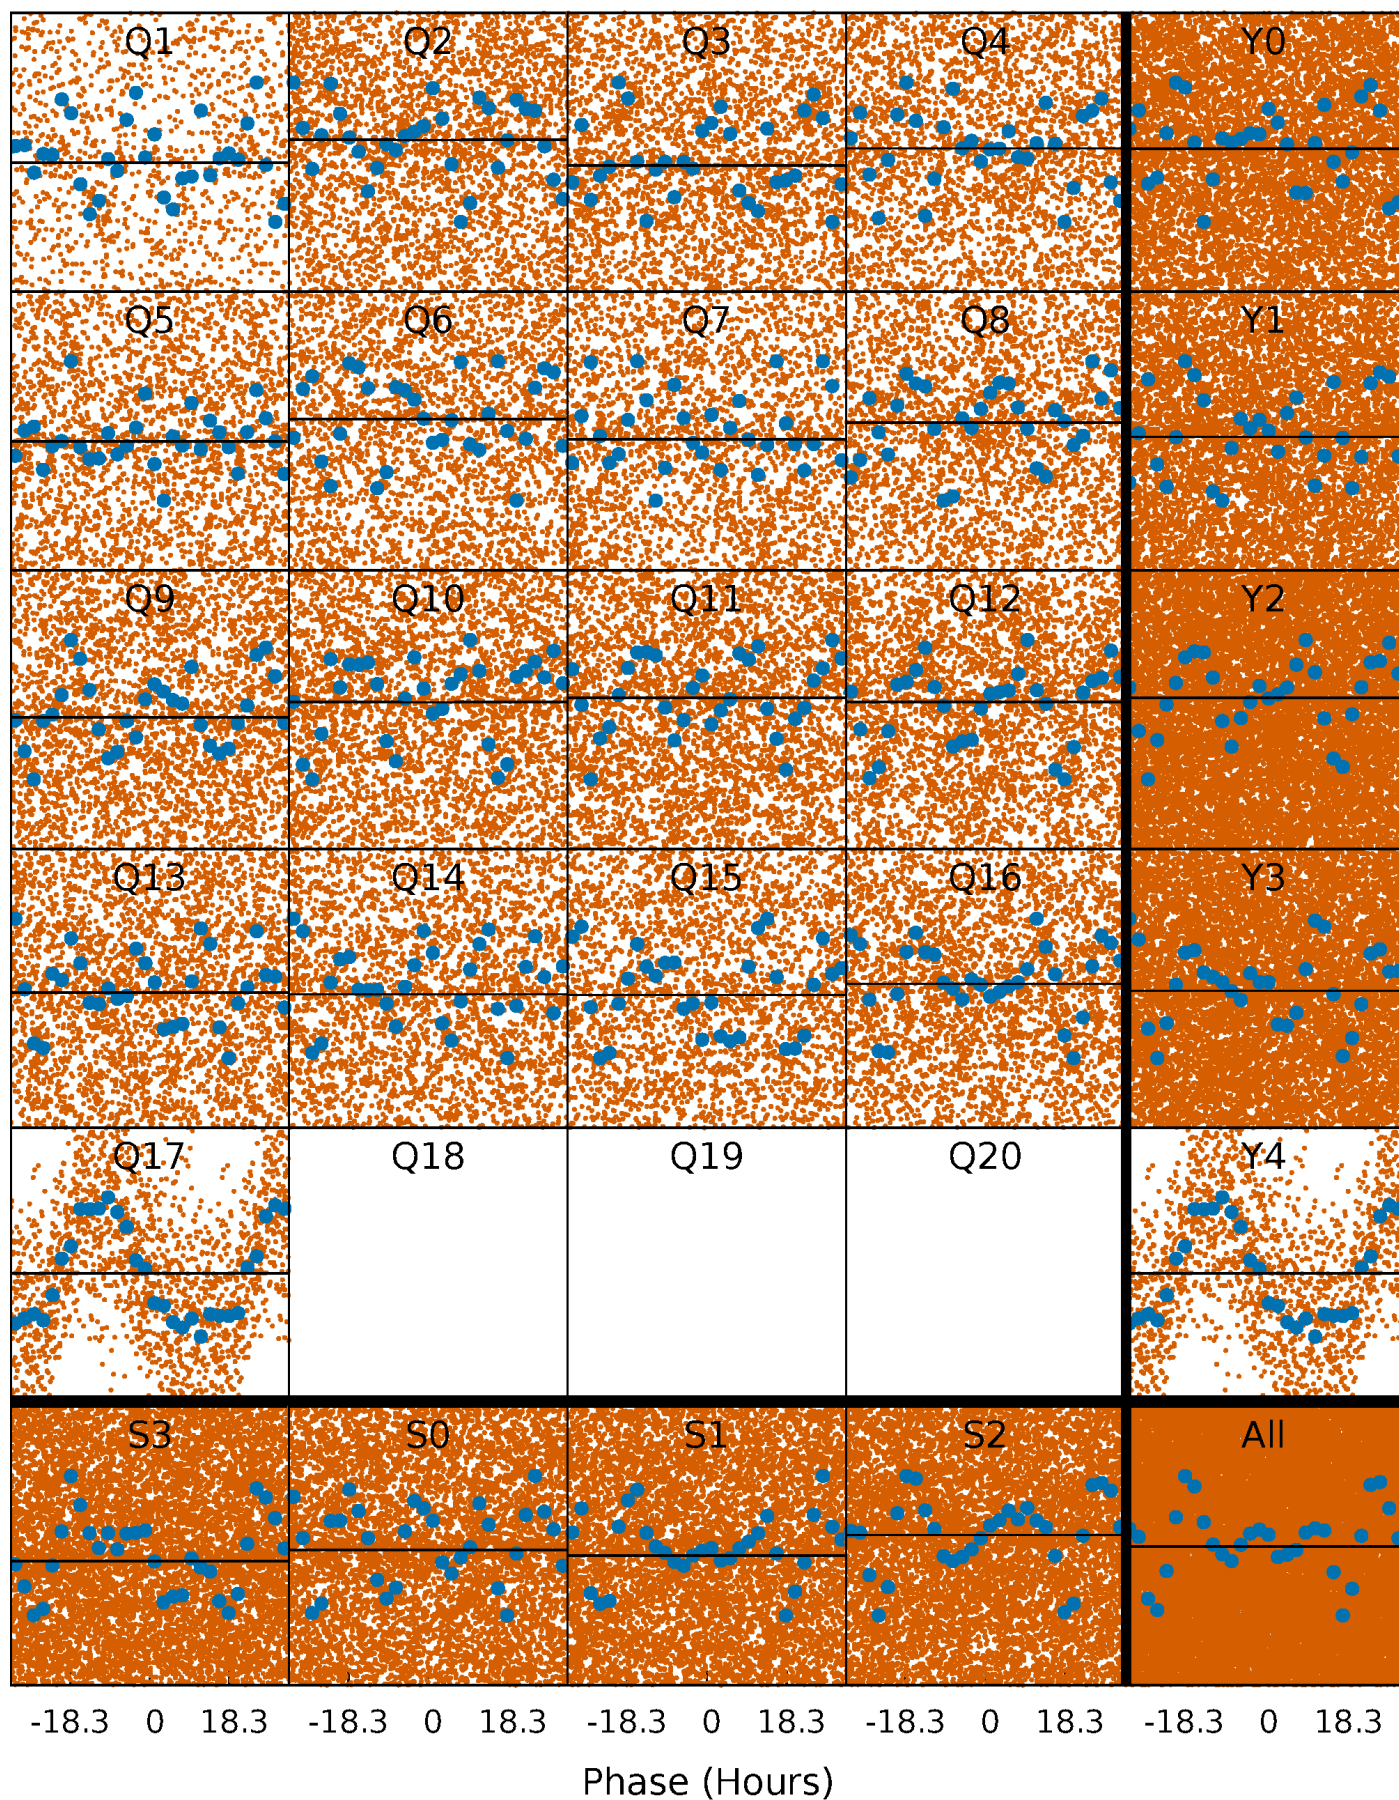 Q1 Q2 Q3 Q4 Y0
Q5 Q6 Q7 Q8 Y1
Q9 Q10 Q11 Q12 Y2
Q13 Q14 Q15 Q16 Y3
Q17 Q18 Q19 Q20 Y4
S3 S0 S1 S2 All
-18.3 0 18.3 -18.3 0 18.3 -18.3 0 18.3 -18.3 0 18.3 -18.3 0 18.3
Phase (Hours)